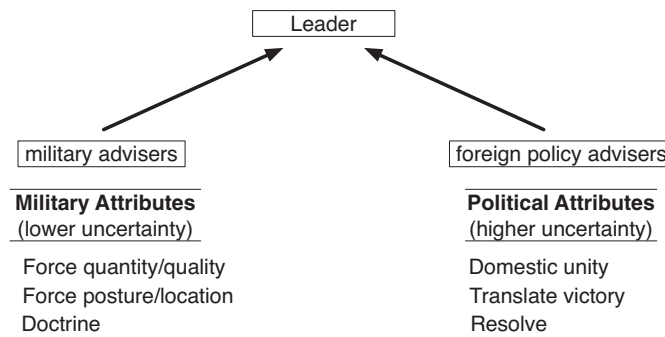 Leader
military advisers
foreign policy advisers
Military Attributes
(lower uncertainty)
Force quantity/quality
Force posture/location
Doctrine
Political Attributes
(higher uncertainty)
Domestic unity
Translate victory
Resolve